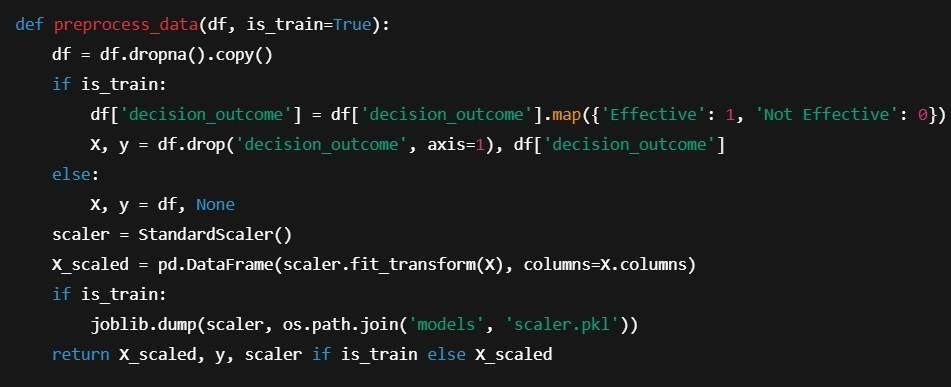 def preprocess_data(df, is_train=True):
    df = df.dropna().copy()
    if is_train:
        df['decision_outcome'] = df['decision_outcome'].map({'Effective': 1, 'Not Effective': 0})
        X, y = df.drop('decision_outcome', axis=1), df['decision_outcome']
    else:
        X, y = df, None
    scaler = StandardScaler()
    X_scaled = pd.DataFrame(scaler.fit_transform(X), columns=X.columns)
    if is_train:
        joblib.dump(scaler, os.path.join('models', 'scaler.pkl'))
    return X_scaled, y, scaler if is_train else X_scaled